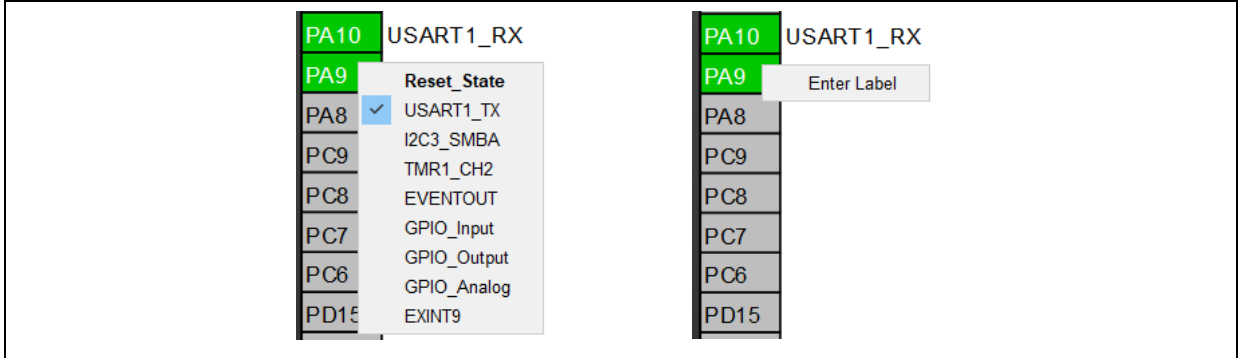 PA10 USART1_RX
PA9
PA8
PC9
PC8
PC7
PC6
PD15
Reset_State
USART1_TX
I2C3_SMBA
TMR1_CH2
EVENTOUT
GPIO_Input
GPIO_Output
GPIO_Analog
EXINT9
PA10 USART1_RX
PA9
Enter Label
PA8
PC9
PC8
PC7
PC6
PD15